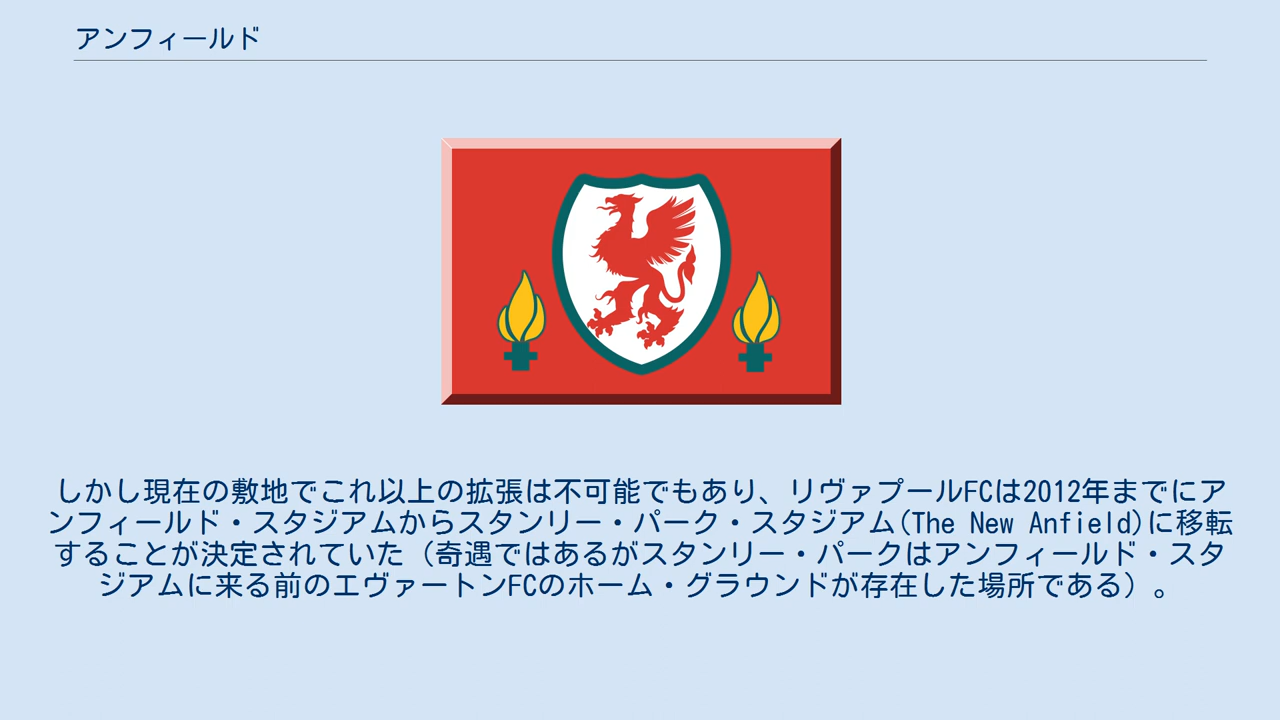 アンフィールド
しかし現在の敷地でこれ以上の拡張は不可能でもあり、リヴァプールFCは2012年までにア
ンフィールド・スタジアムからスタンリー・パーク・スタジアム(The New Anfield)に移転
することが決定されていた（奇遇ではあるがスタンリー・パークはアンフィールド・スタ
ジアムに来る前のエヴァートンFCのホーム・グラウンドが存在した場所である）。